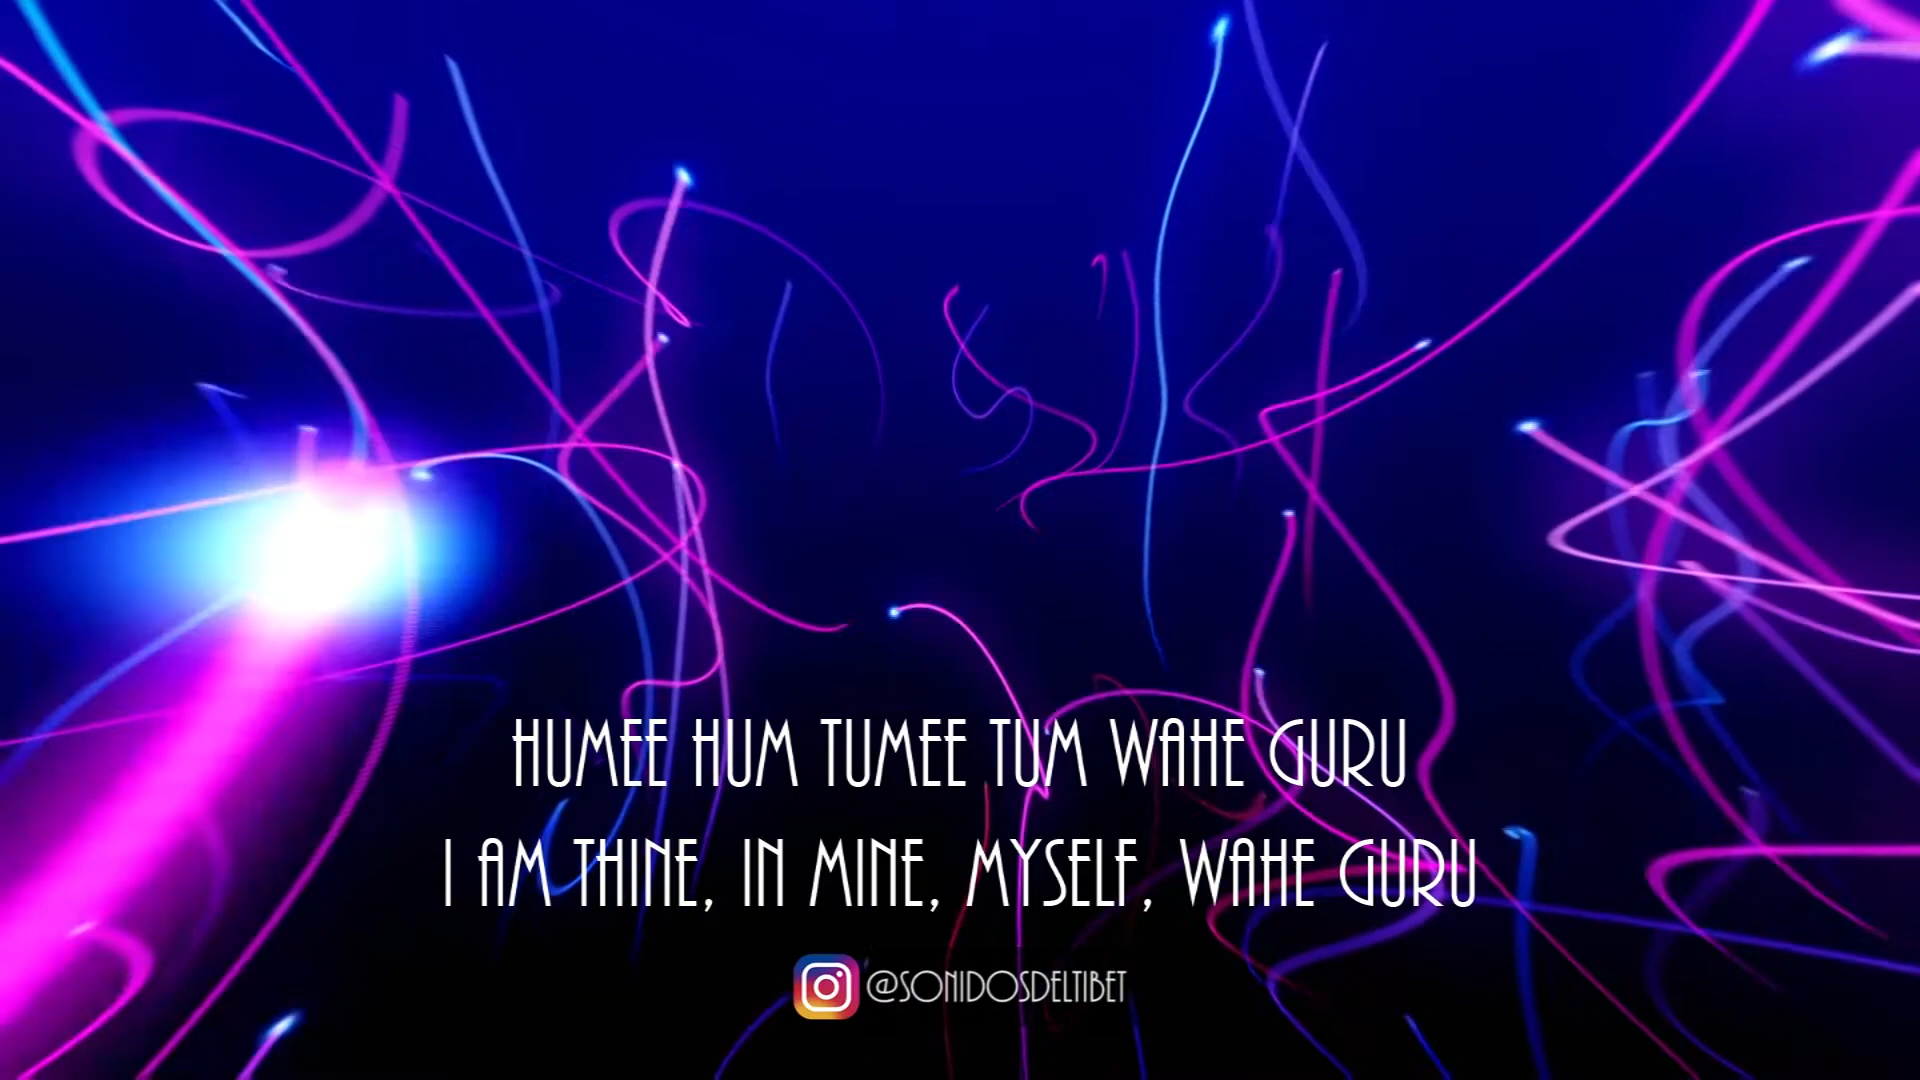 HUMEE HUM TUMEE TUM WAHE GURU
I AM THINE, IN MINE, MYSELF, WAHE GURU
@SONIDOSDELTIBET